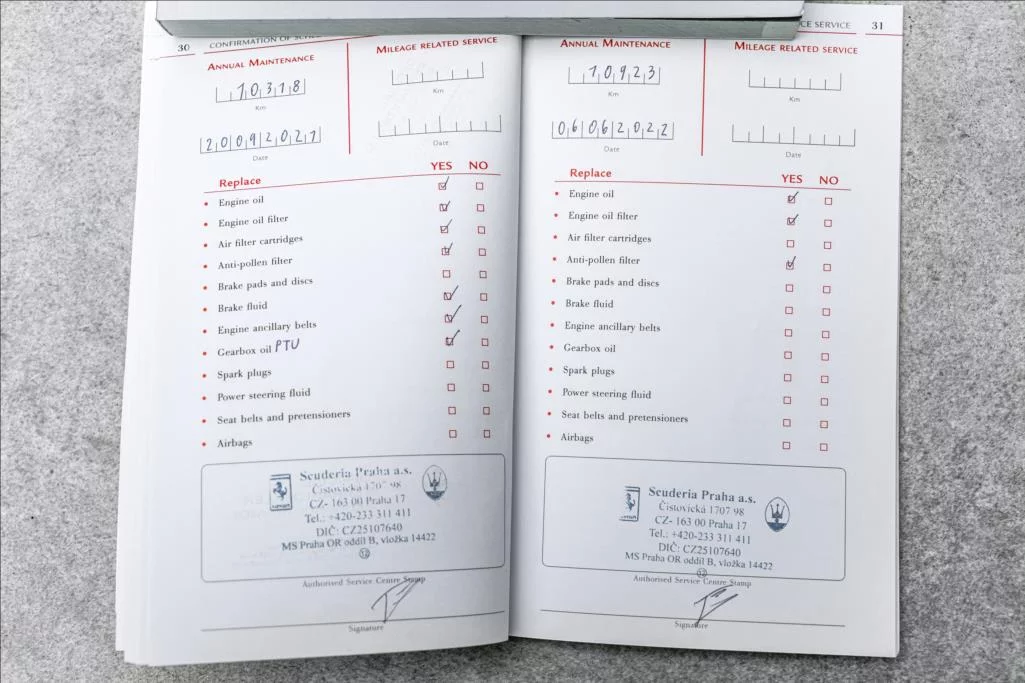 30 CONFIRMATION OF
ANNUAL MAINTENANCE
MILEAGE RELATED SERVICE
10318
Km
Km
20092021
Date
Date
YES NO
Replace
• Engine oil
• Engine oil filter
• Air filter cartridges
• Anti-pollen filter
• Brake pads and discs
• Brake fluid
• Engine ancillary belts
• Gearbox oil PTU
• Spark plugs
• Power steering fluid
• Seat belts and pretensioners
• Airbags
Scuderia Praha a.s.
Čistovická 1707 98
CZ- 163 00 Praha 17
Tel.: +420-233 311 411
DIČ: CZ25107640
MS Praha OR oddíl B, vložka 14422
12
Authorised Service Centre Stamp
Signature
CE SERVICE 31
ANNUAL MAINTENANCE
MILEAGE RELATED SERVICE
10923
Km
Km
06062022
Date
Date
YES NO
Replace
• Engine oil
• Engine oil filter
• Air filter cartridges
• Anti-pollen filter
• Brake pads and discs
• Brake fluid
• Engine ancillary belts
• Gearbox oil
• Spark plugs
• Power steering fluid
• Seat belts and pretensioners
• Airbags
Scuderia Praha a.s.
Čistovická 1707 98
CZ- 163 00 Praha 17
Tel.: +420-233 311 411
DIČ: CZ25107640
MS Praha OR oddíl B, vložka 14422
12
Authorised Service Centre Stamp
Signature